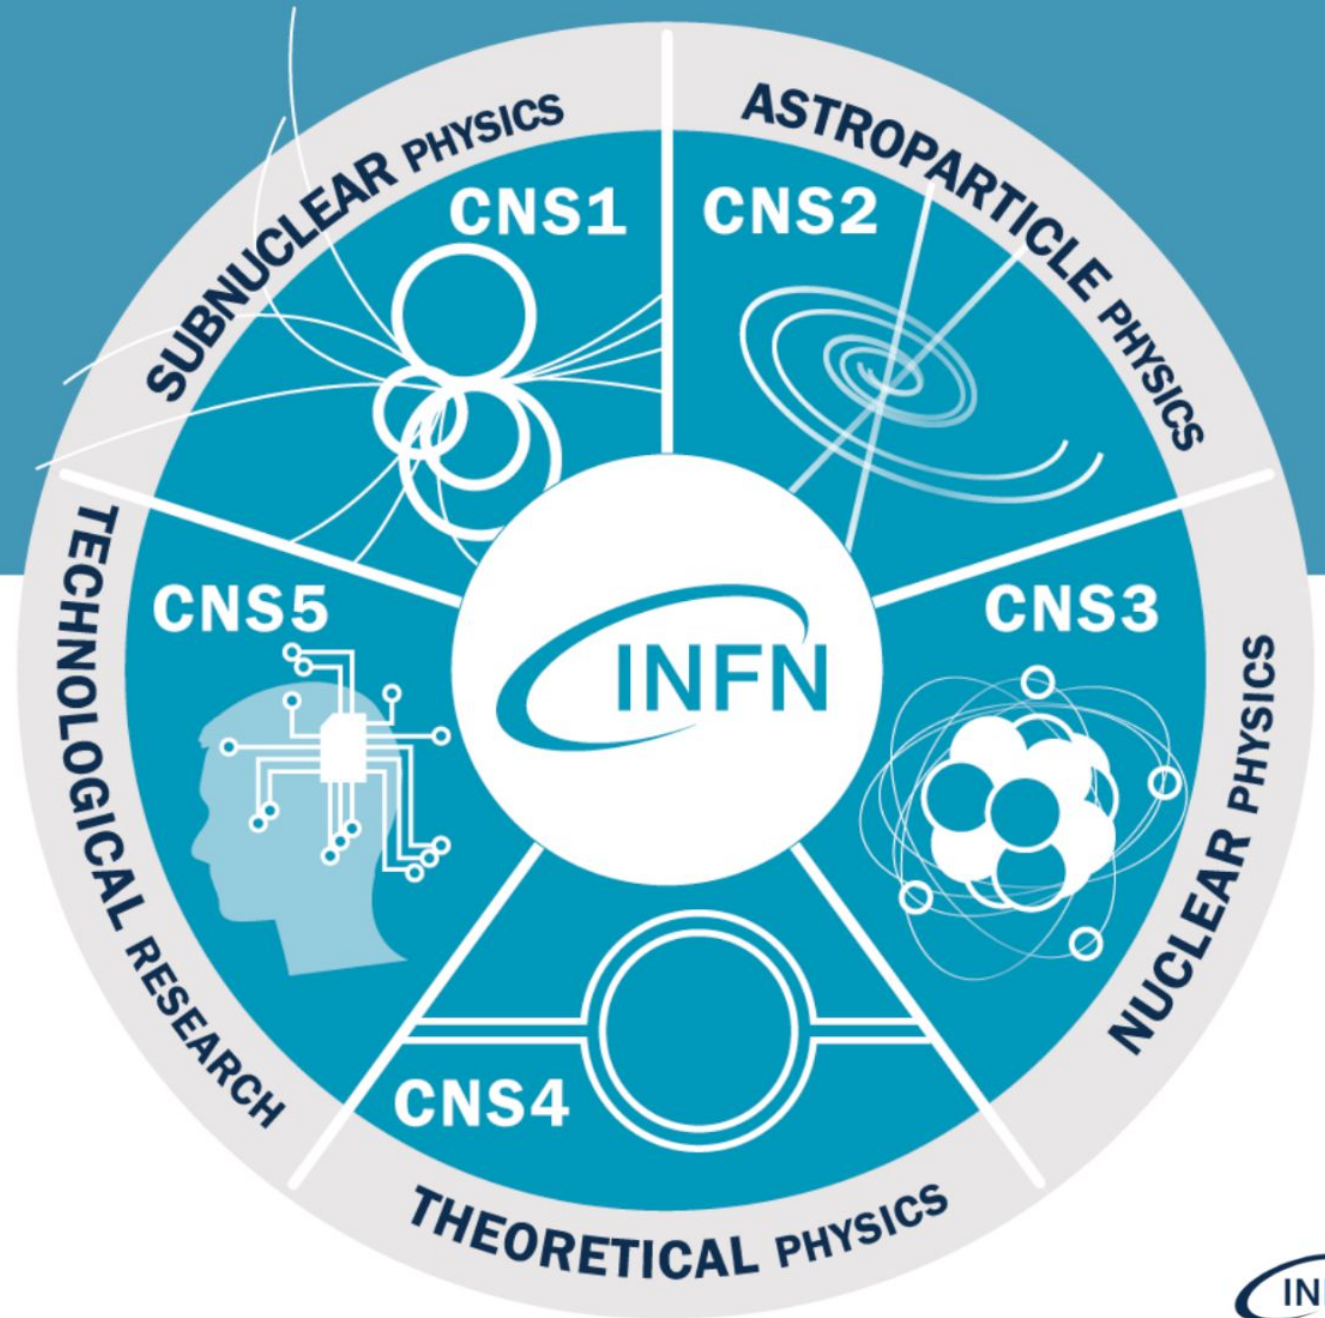 SUBNUCLEAR PHYSICS
CNS1
ASTROPARTICLE PHYSICS
CNS2
NUCLEAR PHYSICS
CNS3
THEORETICAL PHYSICS
CNS4
TECHNOLOGICAL RESEARCH
CNS5
INFN